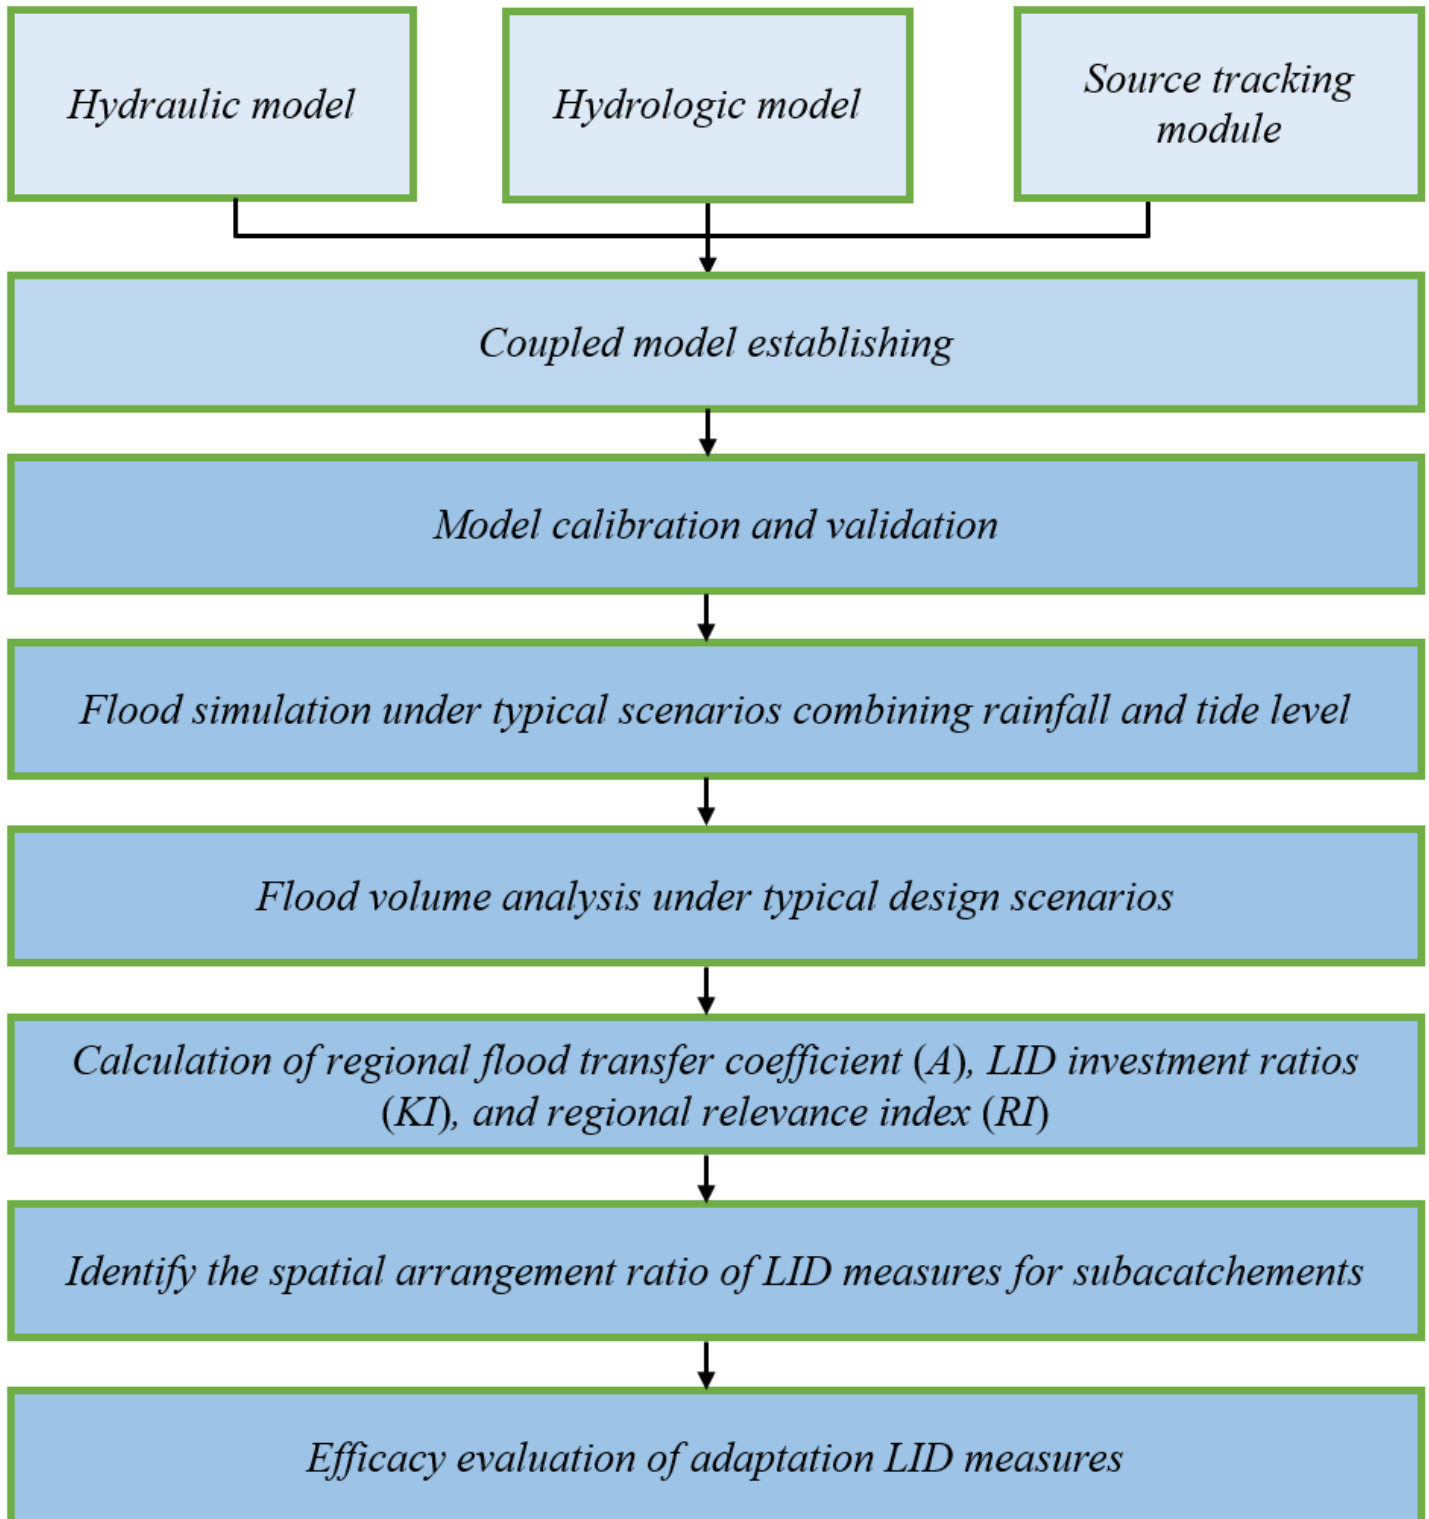 Hydraulic model
Hydrologic model
Source tracking
module
Coupled model establishing
Model calibration and validation
Flood simulation under typical scenarios combining rainfall and tide level
Flood volume analysis under typical design scenarios
Calculation of regional flood transfer coefficient (A), LID investment ratios
(KI), and regional relevance index (RI)
Identify the spatial arrangement ratio of LID measures for subacatchements
Efficacy evaluation of adaptation LID measures